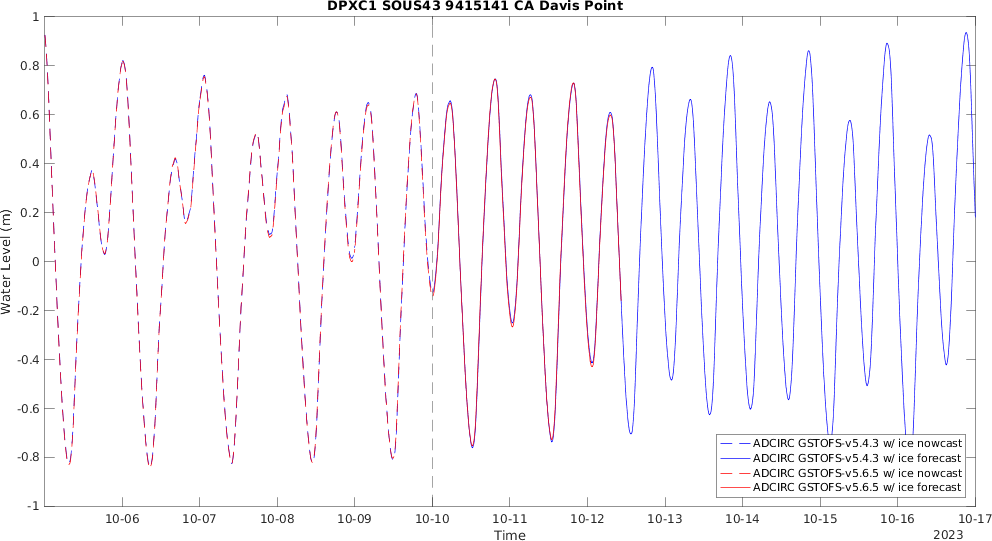 DPXC1 SOUS43 9415141 CA Davis Point
1
0.8
0.6
0.4
0.2
0
-0.2
-0.4
-0.6
-0.8
-1
Water Level (m)
ADCIRC GSTOFS-v5.4.3 w/ ice nowcast
ADCIRC GSTOFS-v5.4.3 w/ ice forecast
ADCIRC GSTOFS-v5.6.5 w/ ice nowcast
ADCIRC GSTOFS-v5.6.5 w/ ice forecast
10-06 10-07 10-08 10-09 10-10 10-11 10-12 10-13 10-14 10-15 10-16 10-17
Time
2023